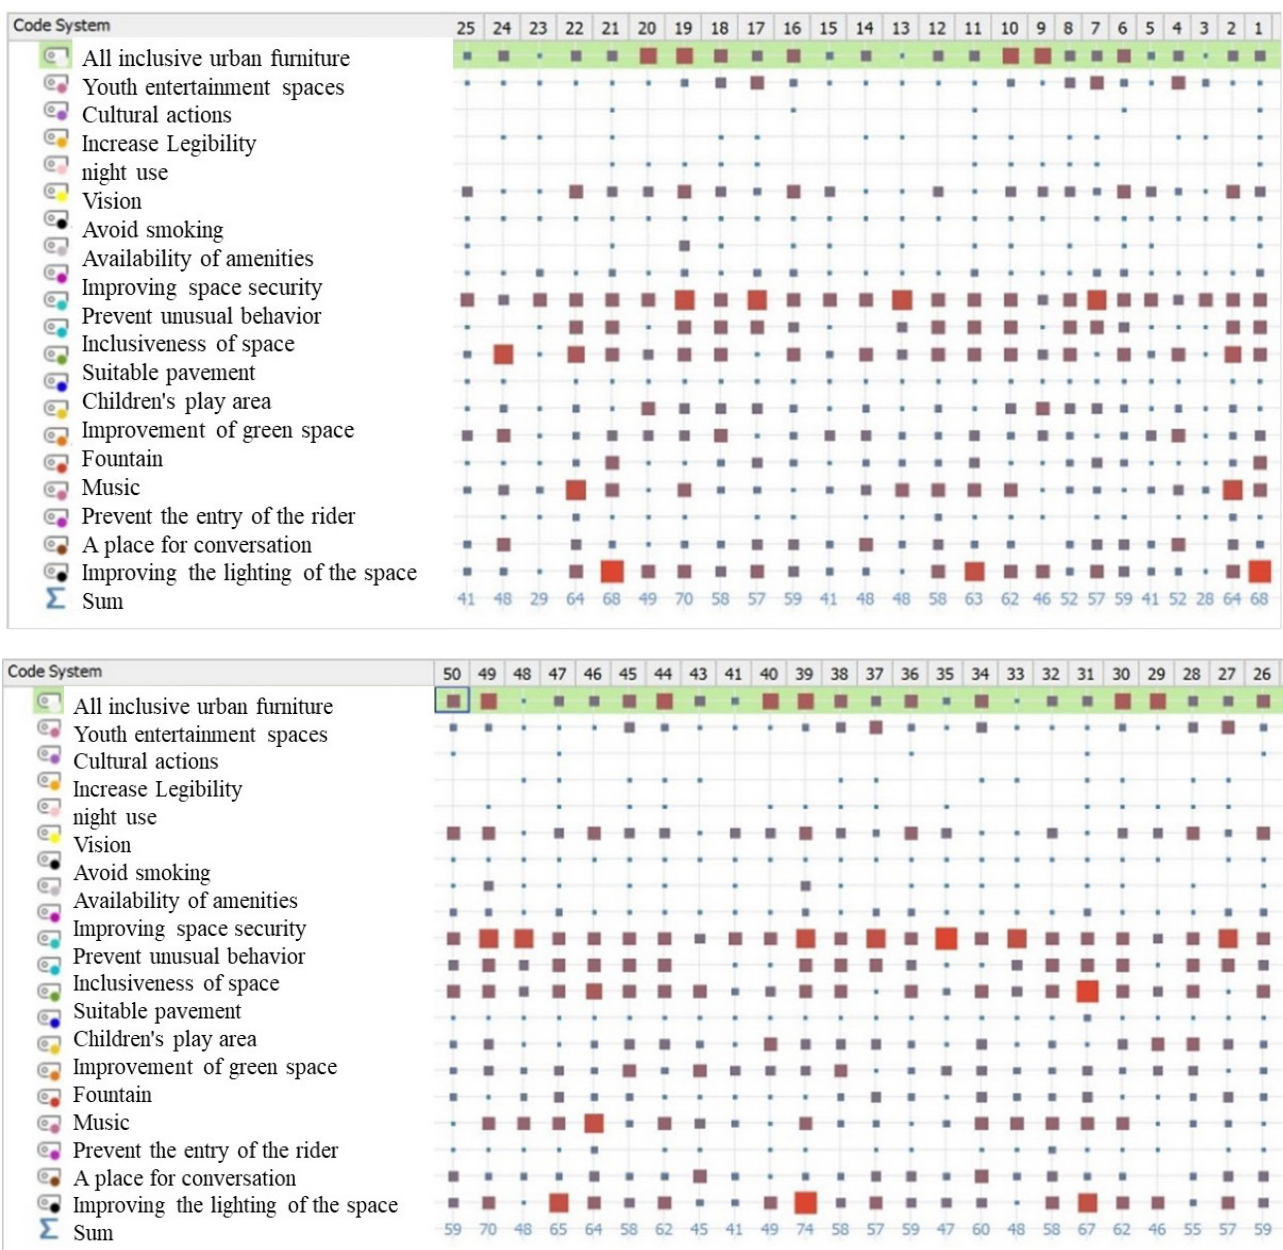 Code System 25 24 23 22 21 20 19 18 17 16 15 14 13 12 11 10 9 8 7 6 5 4 3 2 1
All inclusive urban furniture
Youth entertainment spaces
Cultural actions
Increase Legibility
night use
Vision
Avoid smoking
Availability of amenities
Improving space security
Prevent unusual behavior
Inclusiveness of space
Suitable pavement
Children's play area
Improvement of green space
Fountain
Music
Prevent the entry of the rider
A place for conversation
Improving the lighting of the space
Σ Sum 41 48 29 64 68 49 70 58 57 59 41 48 48 58 63 62 46 52 57 59 41 52 28 64 68
Code System 50 49 48 47 46 45 44 43 41 40 39 38 37 36 35 34 33 32 31 30 29 28 27 26
All inclusive urban furniture
Youth entertainment spaces
Cultural actions
Increase Legibility
night use
Vision
Avoid smoking
Availability of amenities
Improving space security
Prevent unusual behavior
Inclusiveness of space
Suitable pavement
Children's play area
Improvement of green space
Fountain
Music
Prevent the entry of the rider
A place for conversation
Improving the lighting of the space
Σ Sum 59 70 48 65 64 58 62 45 41 49 74 58 57 59 47 60 48 58 67 62 46 55 57 59